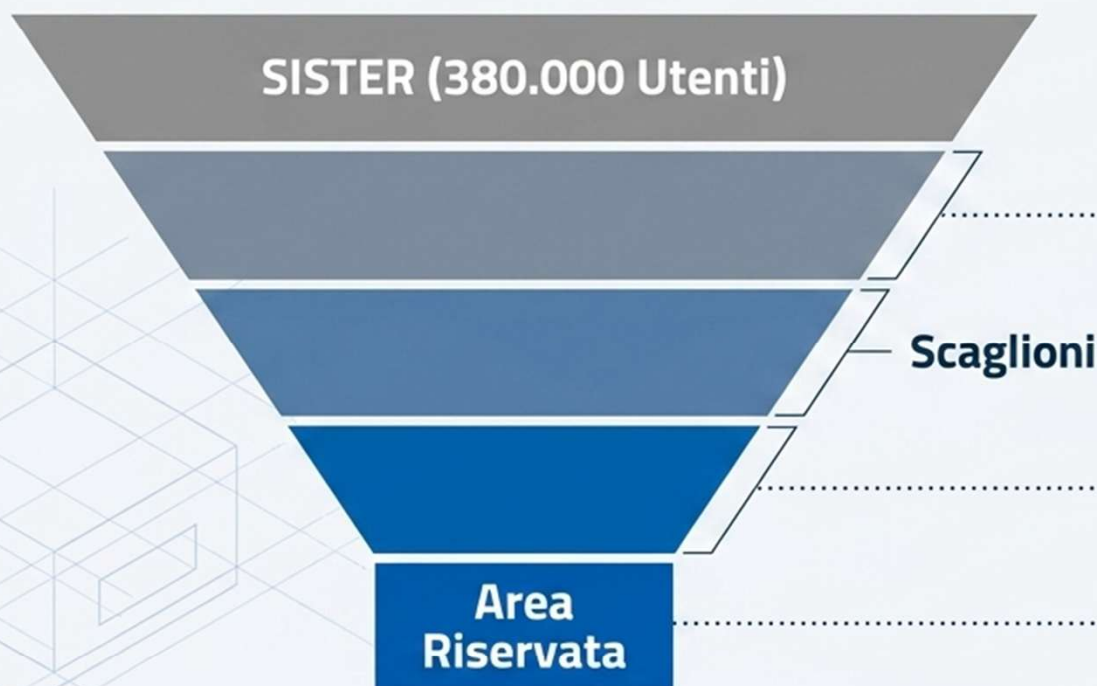 SISTER (380.000 Utenti)
Scaglioni
Area
Riservata